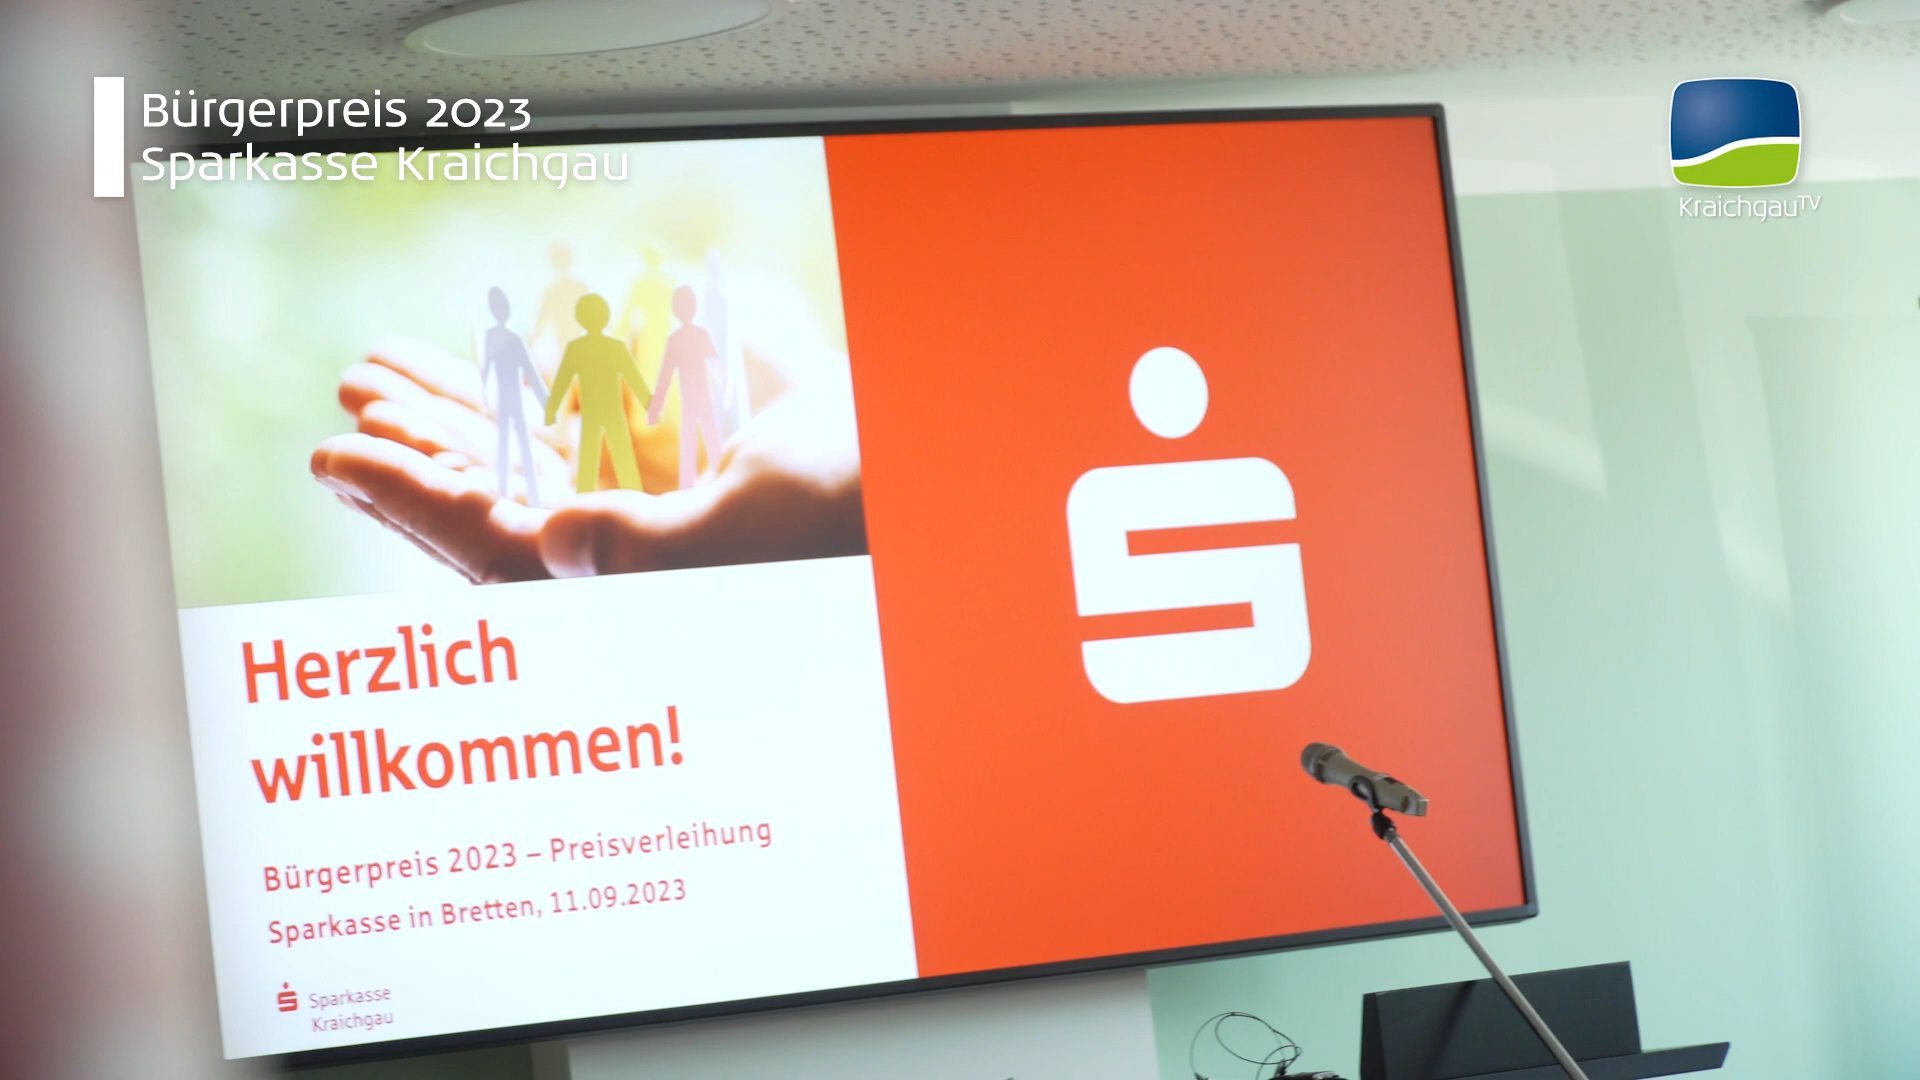 Bürgerpreis 2023
Sparkasse Kraichgau
KraichgauTV
Herzlich
willkommen!
Bürgerpreis 2023 – Preisverleihung
Sparkasse in Bretten, 11.09.2023
Sparkasse
Kraichgau